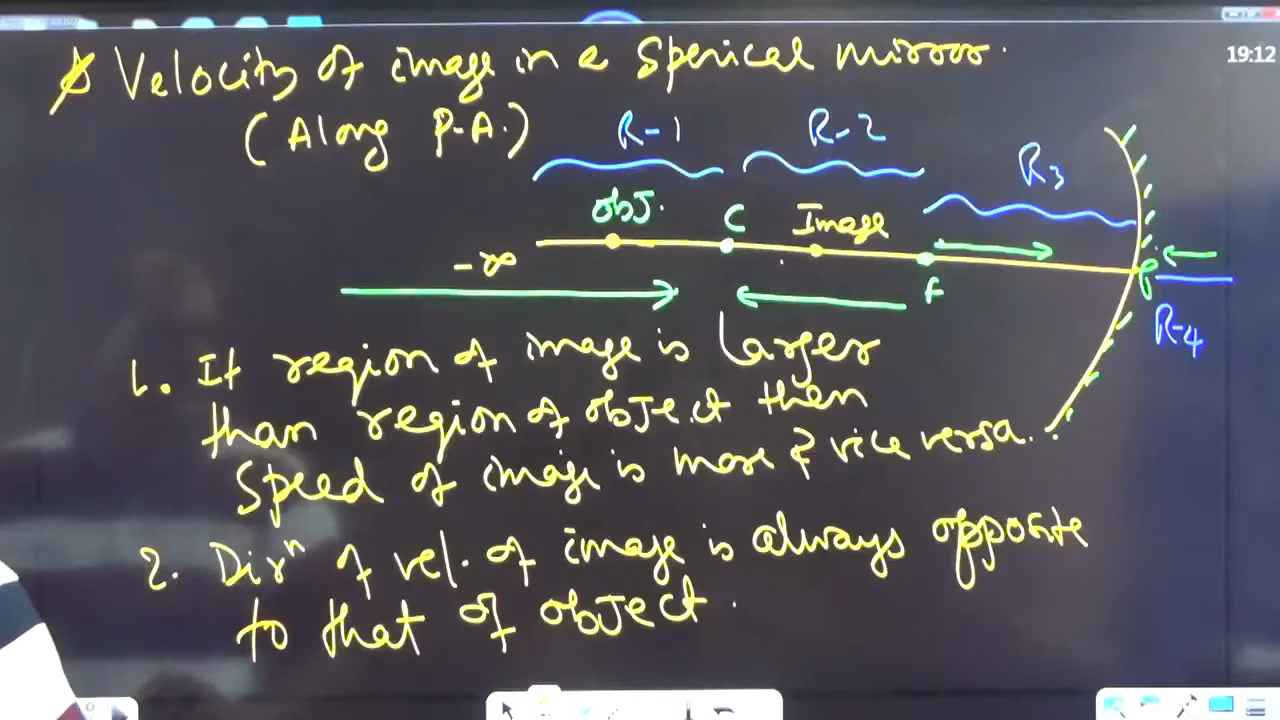 Velocity of image in a Sperical mirror.
19:12
(Along P-A.)
R-1
R-2
R3
obJ.
C
Image
-∞
F
P
R-4
1. If region of image is larger
than region of obJect then
Speed of image is more & vice versa..
2. Dirⁿ of vel. of image is always opposite
to that of obJect.